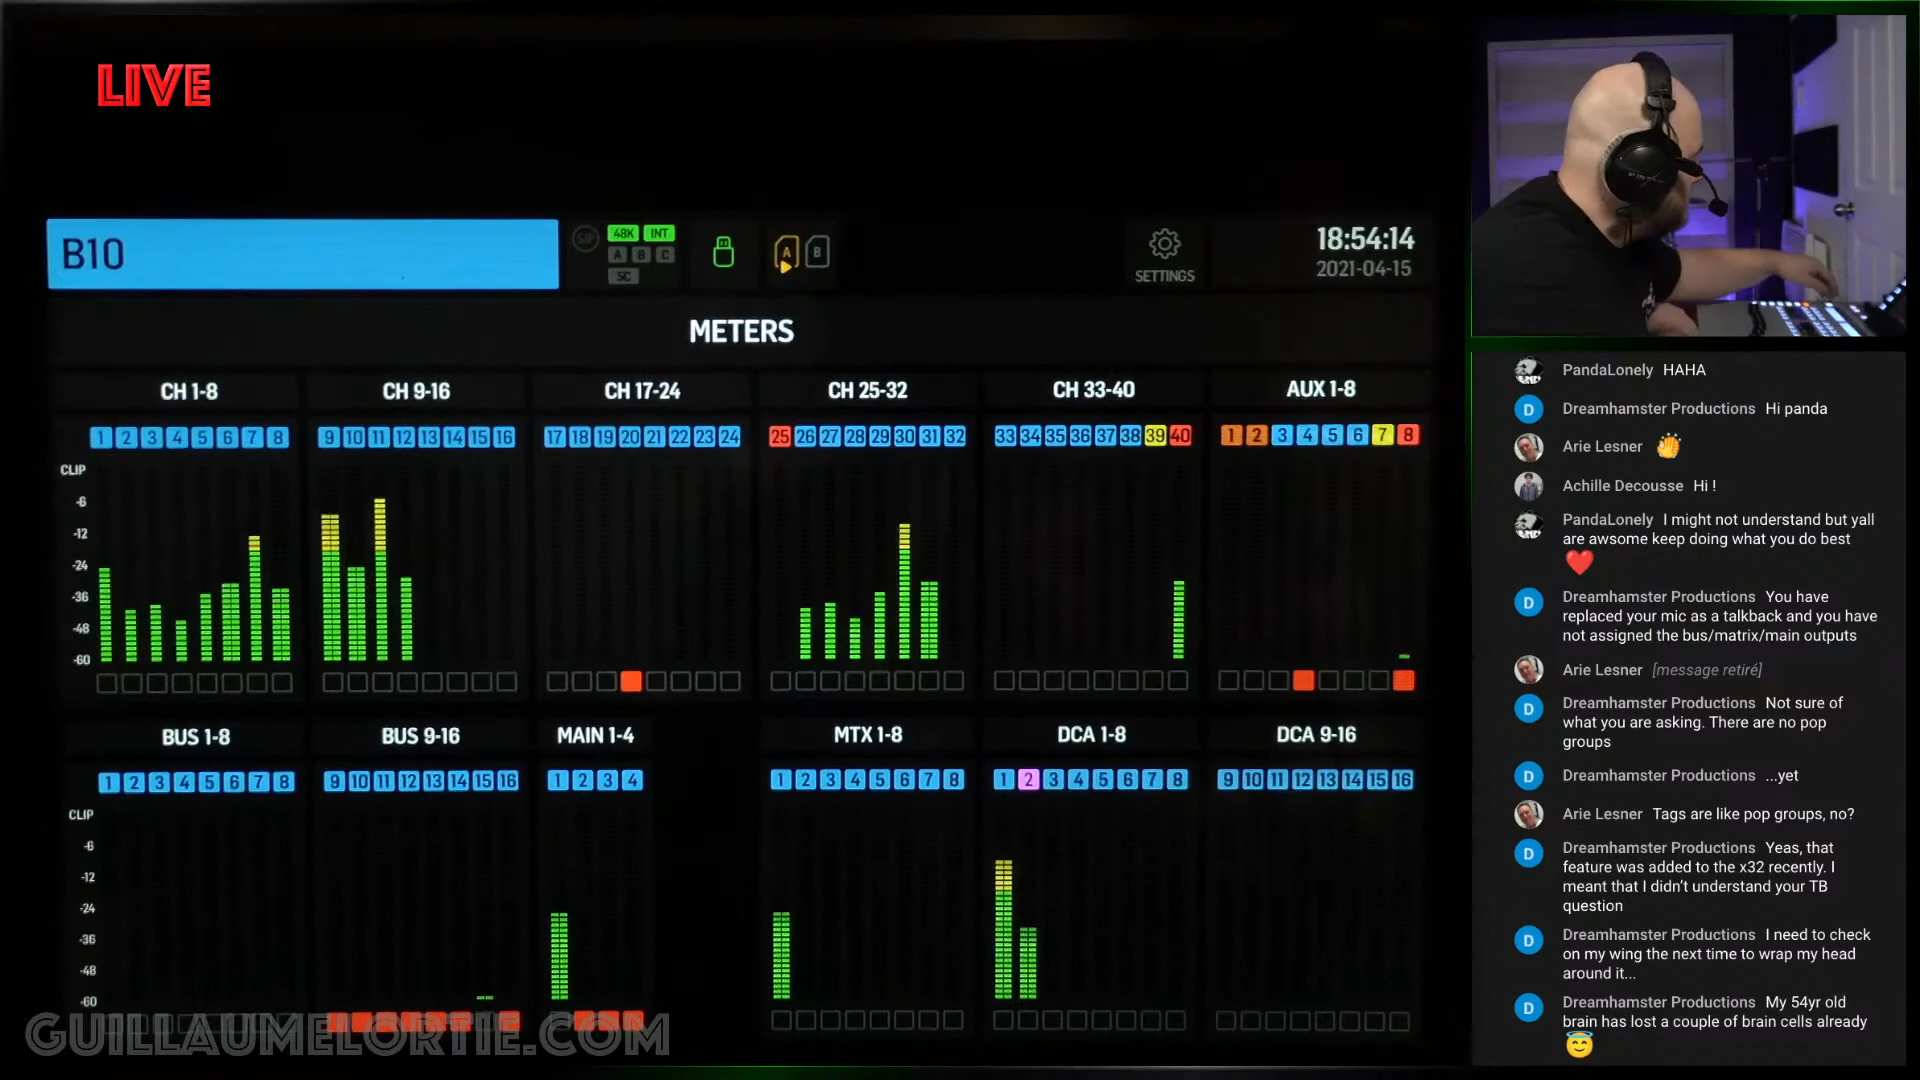 LIVE
B10
SIP
48K INT
A B C
SC
A B
SETTINGS
18:54:14
2021-04-15
METERS
CH 1-8
CH 9-16
CH 17-24
CH 25-32
CH 33-40
AUX 1-8
1 2 3 4 5 6 7 8
9 10 11 12 13 14 15 16
17 18 19 20 21 22 23 24
25 26 27 28 29 30 31 32
33 34 35 36 37 38 39 40
1 2 3 4 5 6 7 8
CLIP
-6
-12
-24
-36
-48
-60
BUS 1-8
BUS 9-16
MAIN 1-4
MTX 1-8
DCA 1-8
DCA 9-16
1 2 3 4 5 6 7 8
9 10 11 12 13 14 15 16
1 2 3 4
1 2 3 4 5 6 7 8
1 2 3 4 5 6 7 8
9 10 11 12 13 14 15 16
CLIP
-6
-12
-24
-36
-48
-60
GUILLAUMELORTIE.COM
PandaLonely HAHA
D Dreamhamster Productions Hi panda
Arie Lesner 👏
Achille Decousse Hi !
PandaLonely I might not understand but yall
are awsome keep doing what you do best
❤️
D Dreamhamster Productions You have
replaced your mic as a talkback and you have
not assigned the bus/matrix/main outputs
Arie Lesner [message retiré]
D Dreamhamster Productions Not sure of
what you are asking. There are no pop
groups
D Dreamhamster Productions ...yet
Arie Lesner Tags are like pop groups, no?
D Dreamhamster Productions Yeas, that
feature was added to the x32 recently. I
meant that I didn't understand your TB
question
D Dreamhamster Productions I need to check
on my wing the next time to wrap my head
around it...
D Dreamhamster Productions My 54yr old
brain has lost a couple of brain cells already
😇